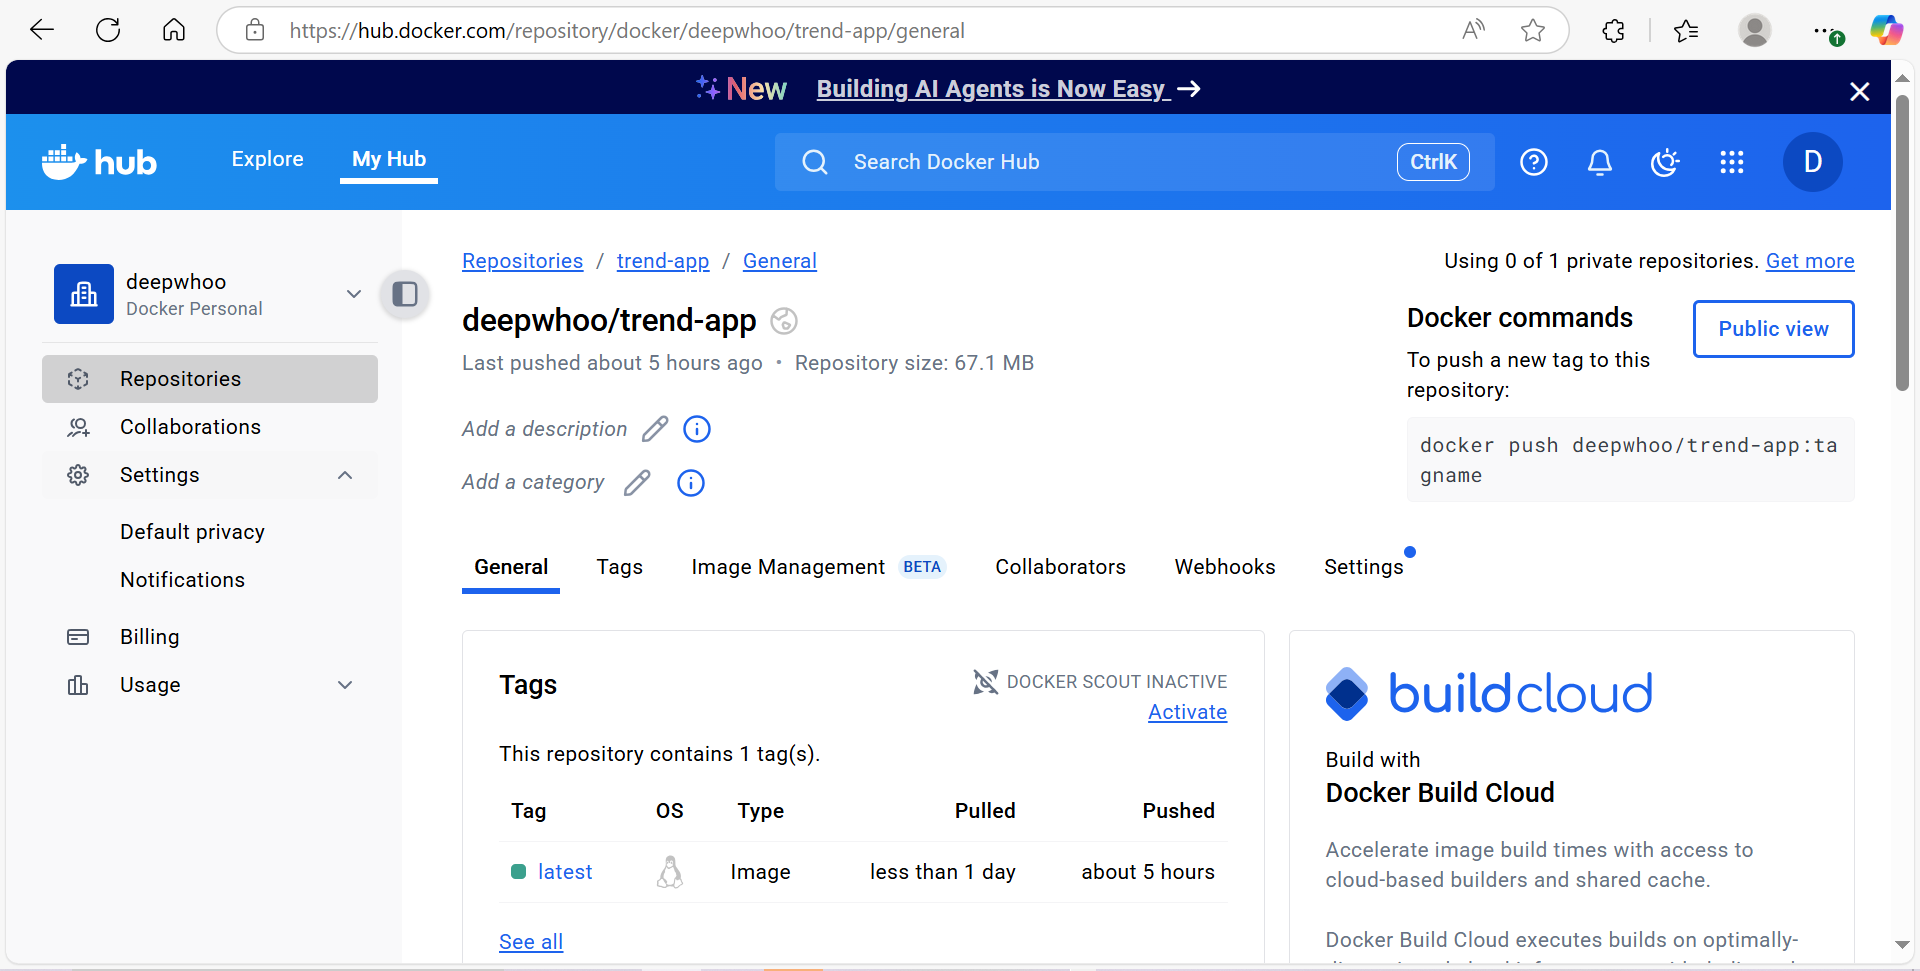 https://hub.docker.com/repository/docker/deepwhoo/trend-app/general
New Building AI Agents is Now Easy →
hub
Explore
My Hub
Search Docker Hub
CtrlK
D
deepwhoo
Docker Personal
Repositories
Collaborations
Settings
Default privacy
Notifications
Billing
Usage
Repositories / trend-app / General
Using 0 of 1 private repositories. Get more
deepwhoo/trend-app
Last pushed about 5 hours ago • Repository size: 67.1 MB
Add a description
Add a category
Docker commands
Public view
To push a new tag to this
repository:
docker push deepwhoo/trend-app:ta
gname
General
Tags
Image Management BETA
Collaborators
Webhooks
Settings
Tags
DOCKER SCOUT INACTIVE
Activate
This repository contains 1 tag(s).
Tag OS Type Pulled Pushed
latest Image less than 1 day about 5 hours
See all
buildcloud
Build with
Docker Build Cloud
Accelerate image build times with access to
cloud-based builders and shared cache.
Docker Build Cloud executes builds on optimally-